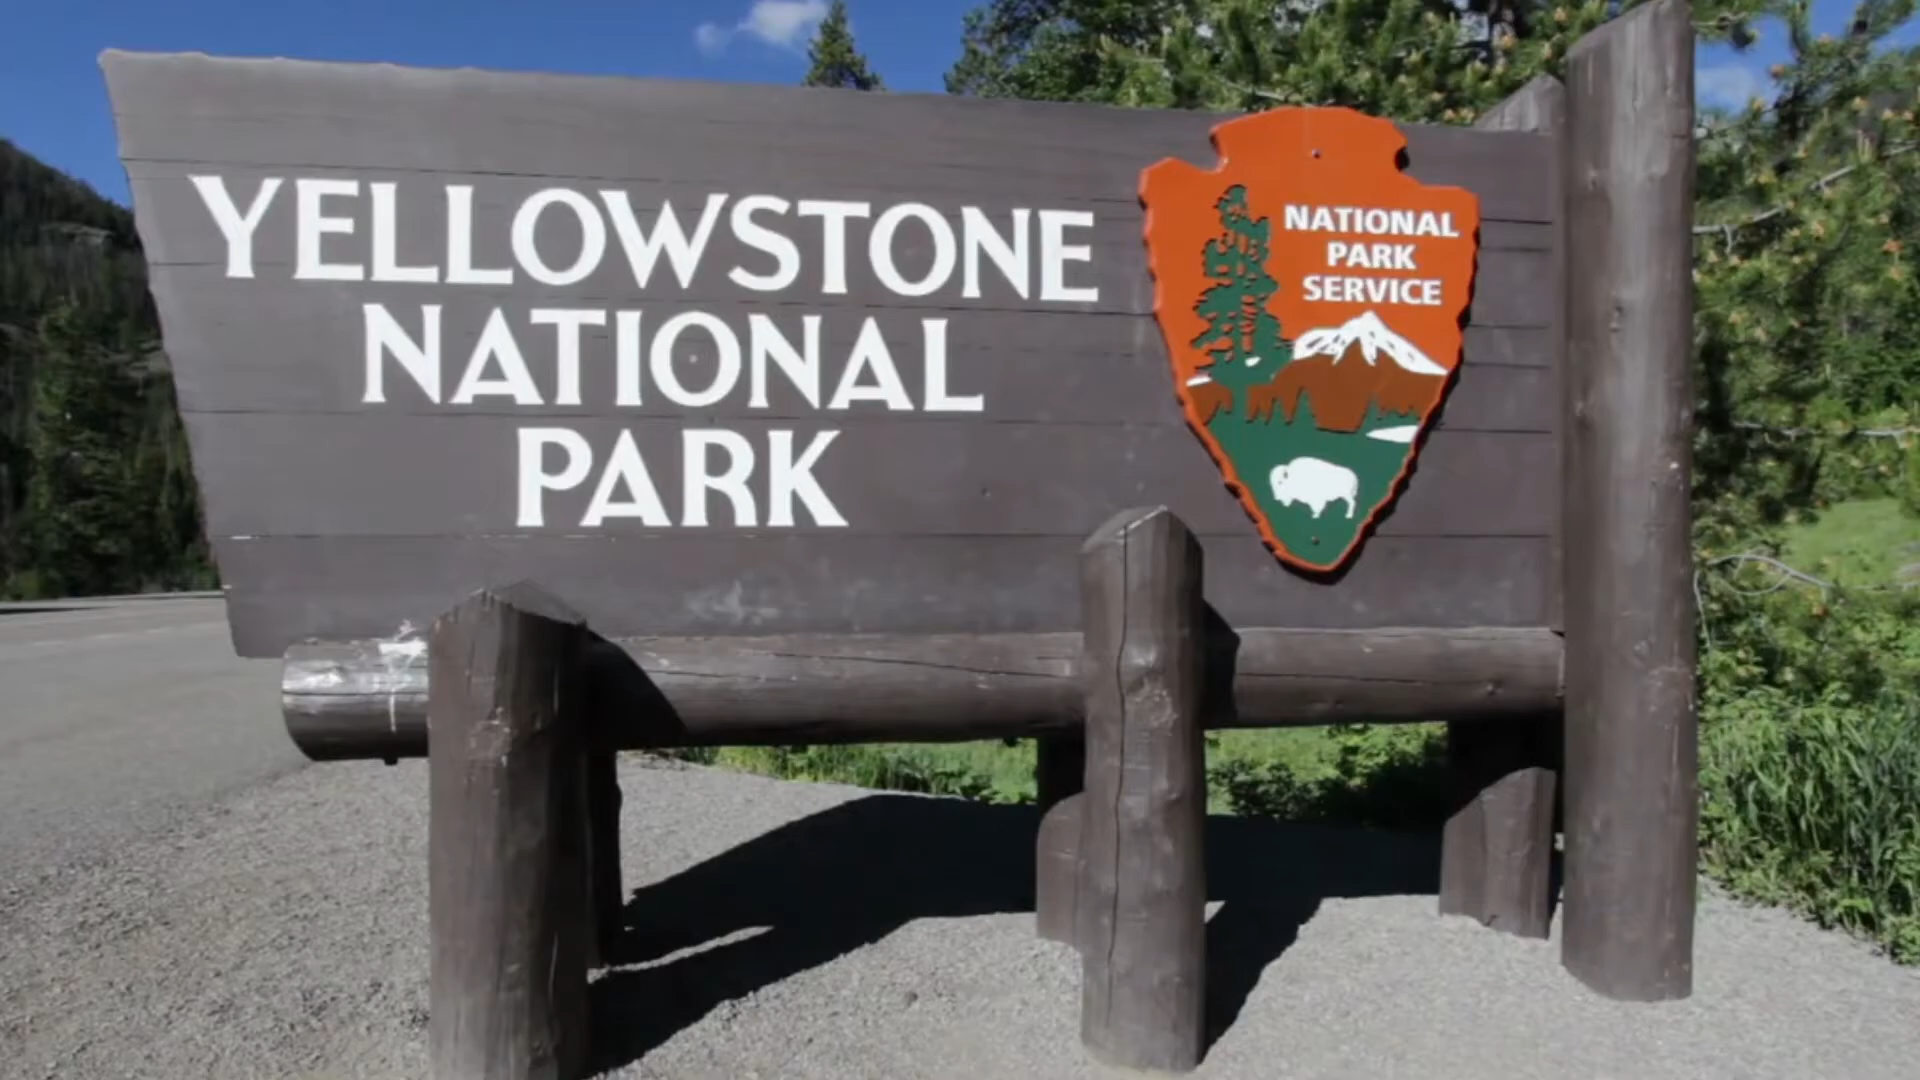 YELLOWSTONE
NATIONAL
PARK
NATIONAL
PARK
SERVICE